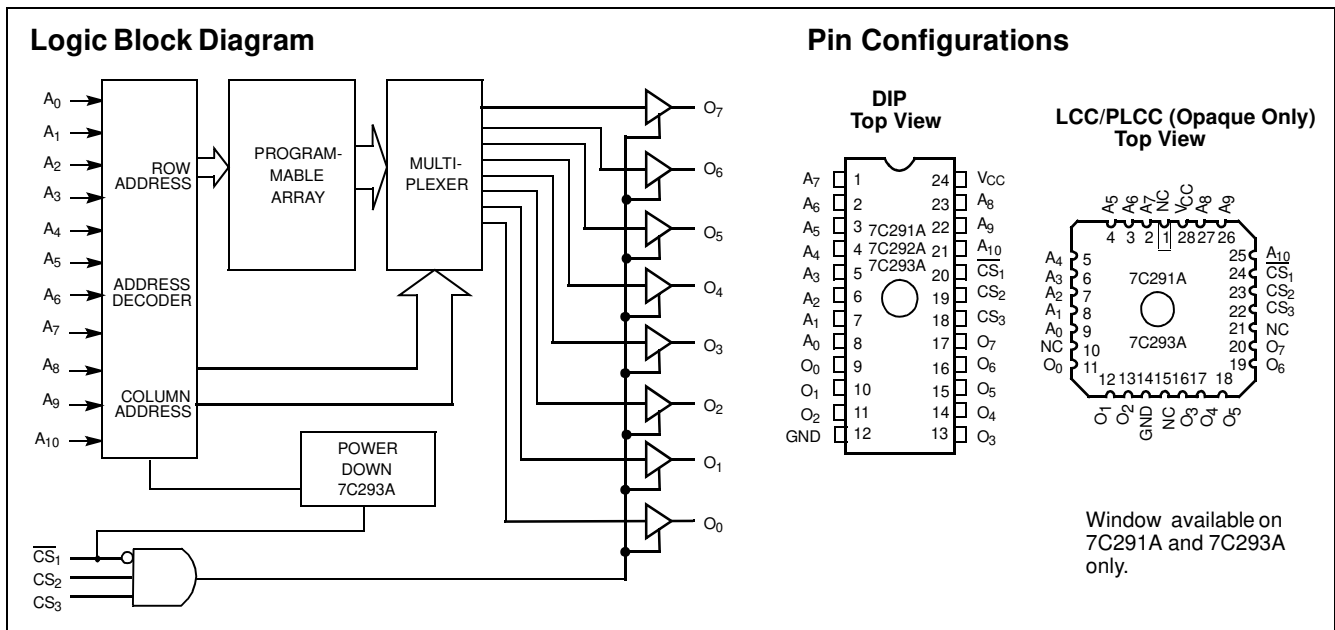 Logic Block Diagram
A0
A1
A2
A3
A4
A5
A6
A7
A8
A9
A10
ROW
ADDRESS
ADDRESS
DECODER
COLUMN
ADDRESS
PROGRAM-
MABLE
ARRAY
MULTI-
PLEXER
POWER
DOWN
7C293A
C̅S̅1
CS2
CS3
O7
O6
O5
O4
O3
O2
O1
O0
Pin Configurations
DIP
Top View
A7 1 24 VCC
A6 2 23 A8
A5 3 22 A9
A4 4 21 A10
A3 5 20 C̅S̅1
A2 6 19 CS2
A1 7 18 CS3
A0 8 17 O7
O0 9 16 O6
O1 10 15 O5
O2 11 14 O4
GND 12 13 O3
7C291A
7C292A
7C293A
LCC/PLCC (Opaque Only)
Top View
A5 A6 A7 NC VCC A8 A9
4 3 2 1 28 27 26
A4 5 25 A10
A3 6 24 C̅S̅1
A2 7 23 CS2
A1 8 22 CS3
A0 9 21 NC
NC 10 20 O7
O0 11 19 O6
7C291A
7C293A
12 13 14 15 16 17 18
O1 O2 GND NC O3 O4 O5
Window available on
7C291A and 7C293A
only.